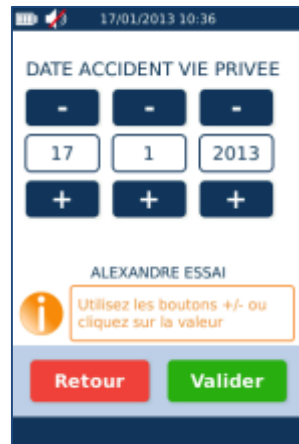 17/01/2013 10:36
DATE ACCIDENT VIE PRIVEE
- - -
17 1 2013
+ + +
ALEXANDRE ESSAI
i Utilisez les boutons +/- ou
cliquez sur la valeur
Retour Valider